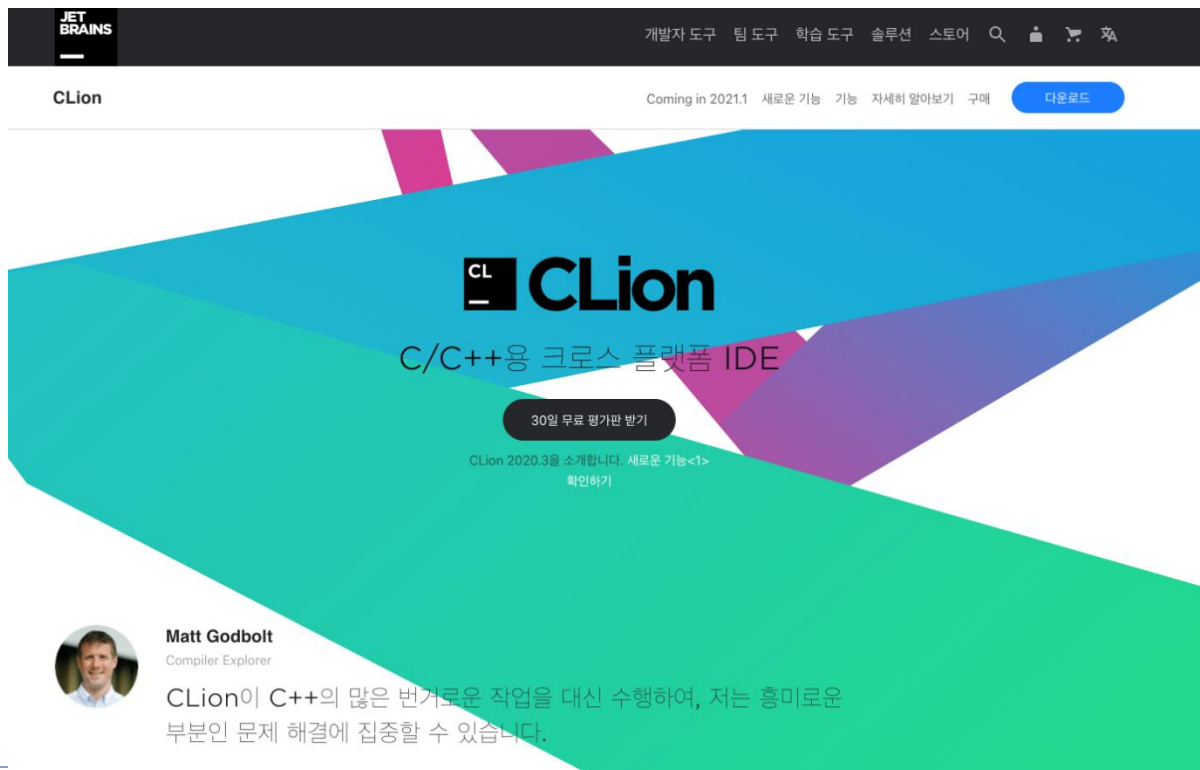 JET
BRAINS
개발자 도구 팀 도구 학습 도구 솔루션 스토어
CLion
Coming in 2021.1 새로운 기능 기능 자세히 알아보기 구매 다운로드
CL CLion
C/C++용 크로스 플랫폼 IDE
30일 무료 평가판 받기
CLion 2020.3을 소개합니다. 새로운 기능<1>
확인하기
Matt Godbolt
Compiler Explorer
CLion이 C++의 많은 번거로운 작업을 대신 수행하여, 저는 흥미로운
부분인 문제 해결에 집중할 수 있습니다.